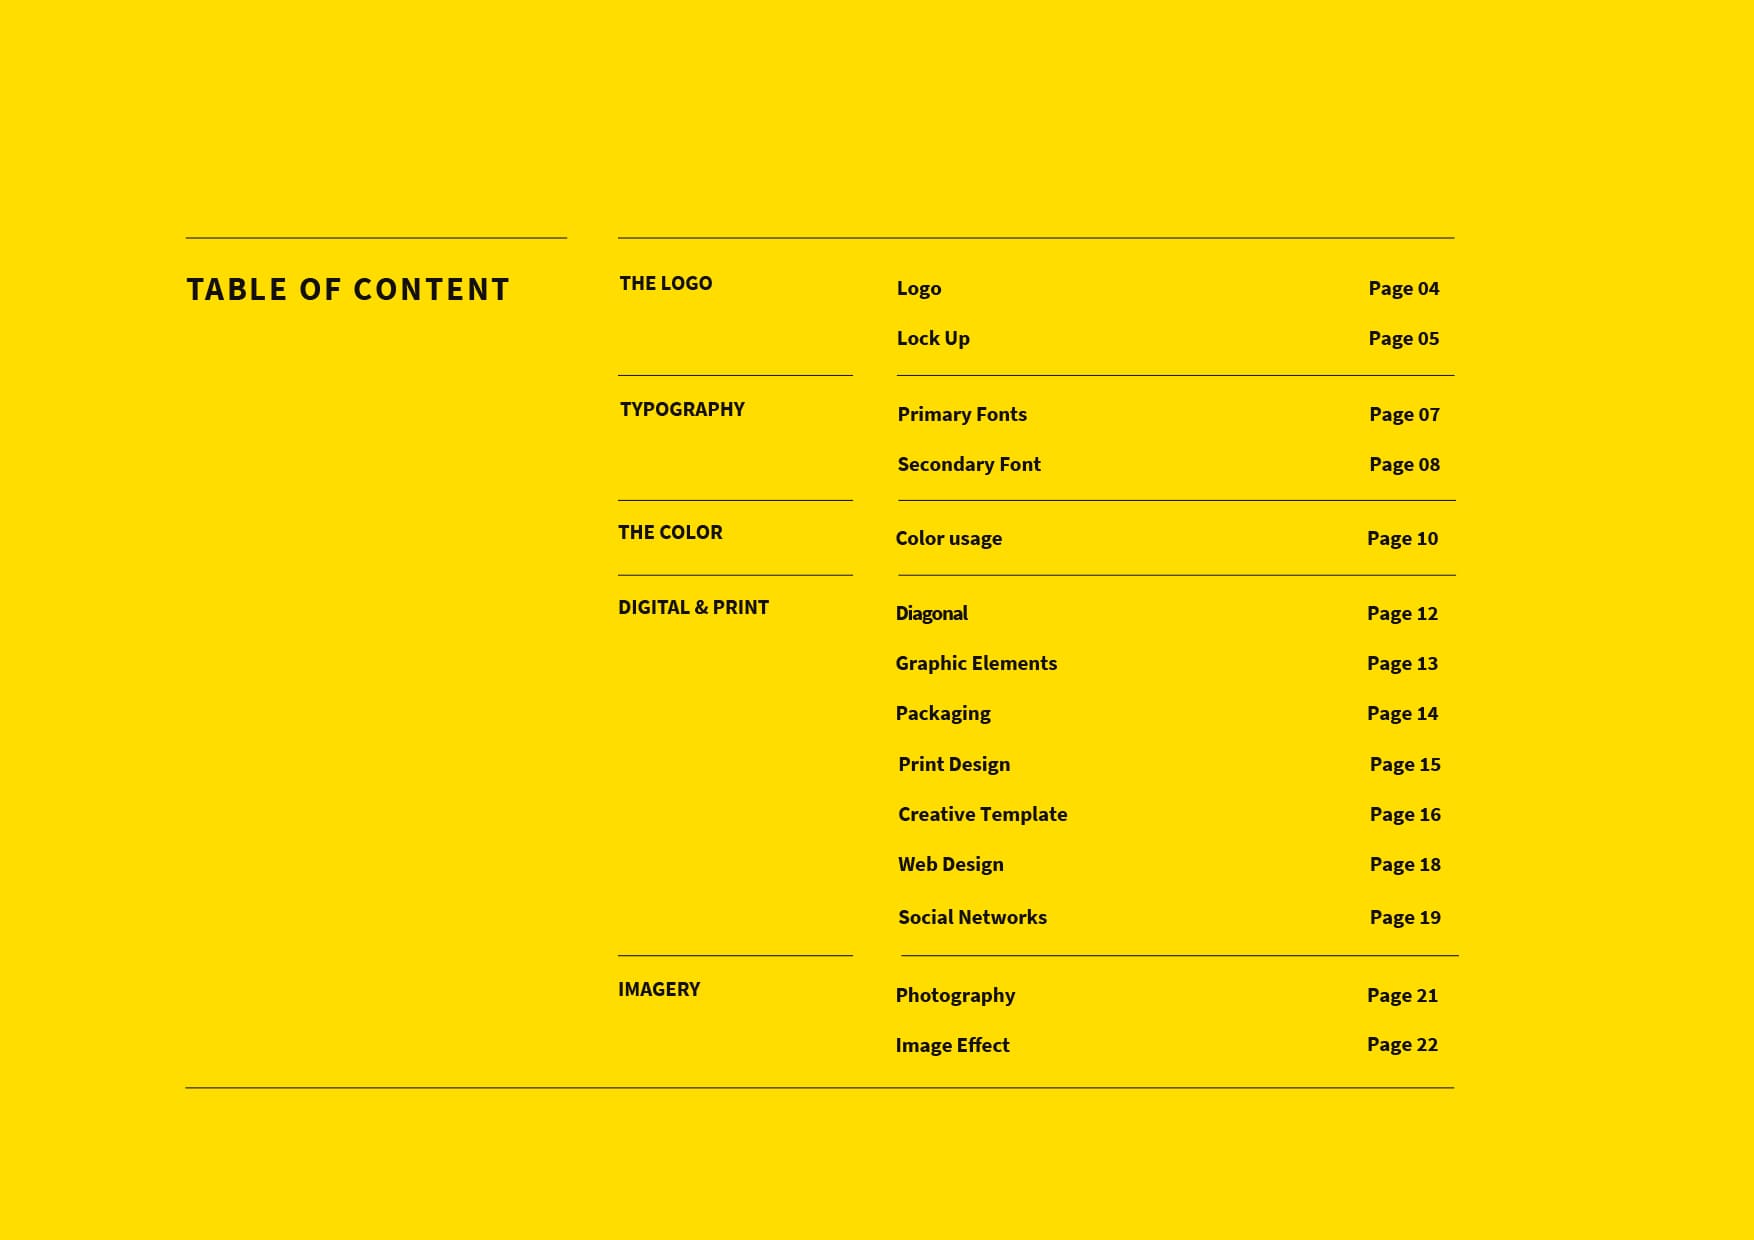 TABLE OF CONTENT
THE LOGO
Logo Page 04
Lock Up Page 05
TYPOGRAPHY
Primary Fonts Page 07
Secondary Font Page 08
THE COLOR
Color usage Page 10
DIGITAL & PRINT
Diagonal Page 12
Graphic Elements Page 13
Packaging Page 14
Print Design Page 15
Creative Template Page 16
Web Design Page 18
Social Networks Page 19
IMAGERY
Photography Page 21
Image Effect Page 22